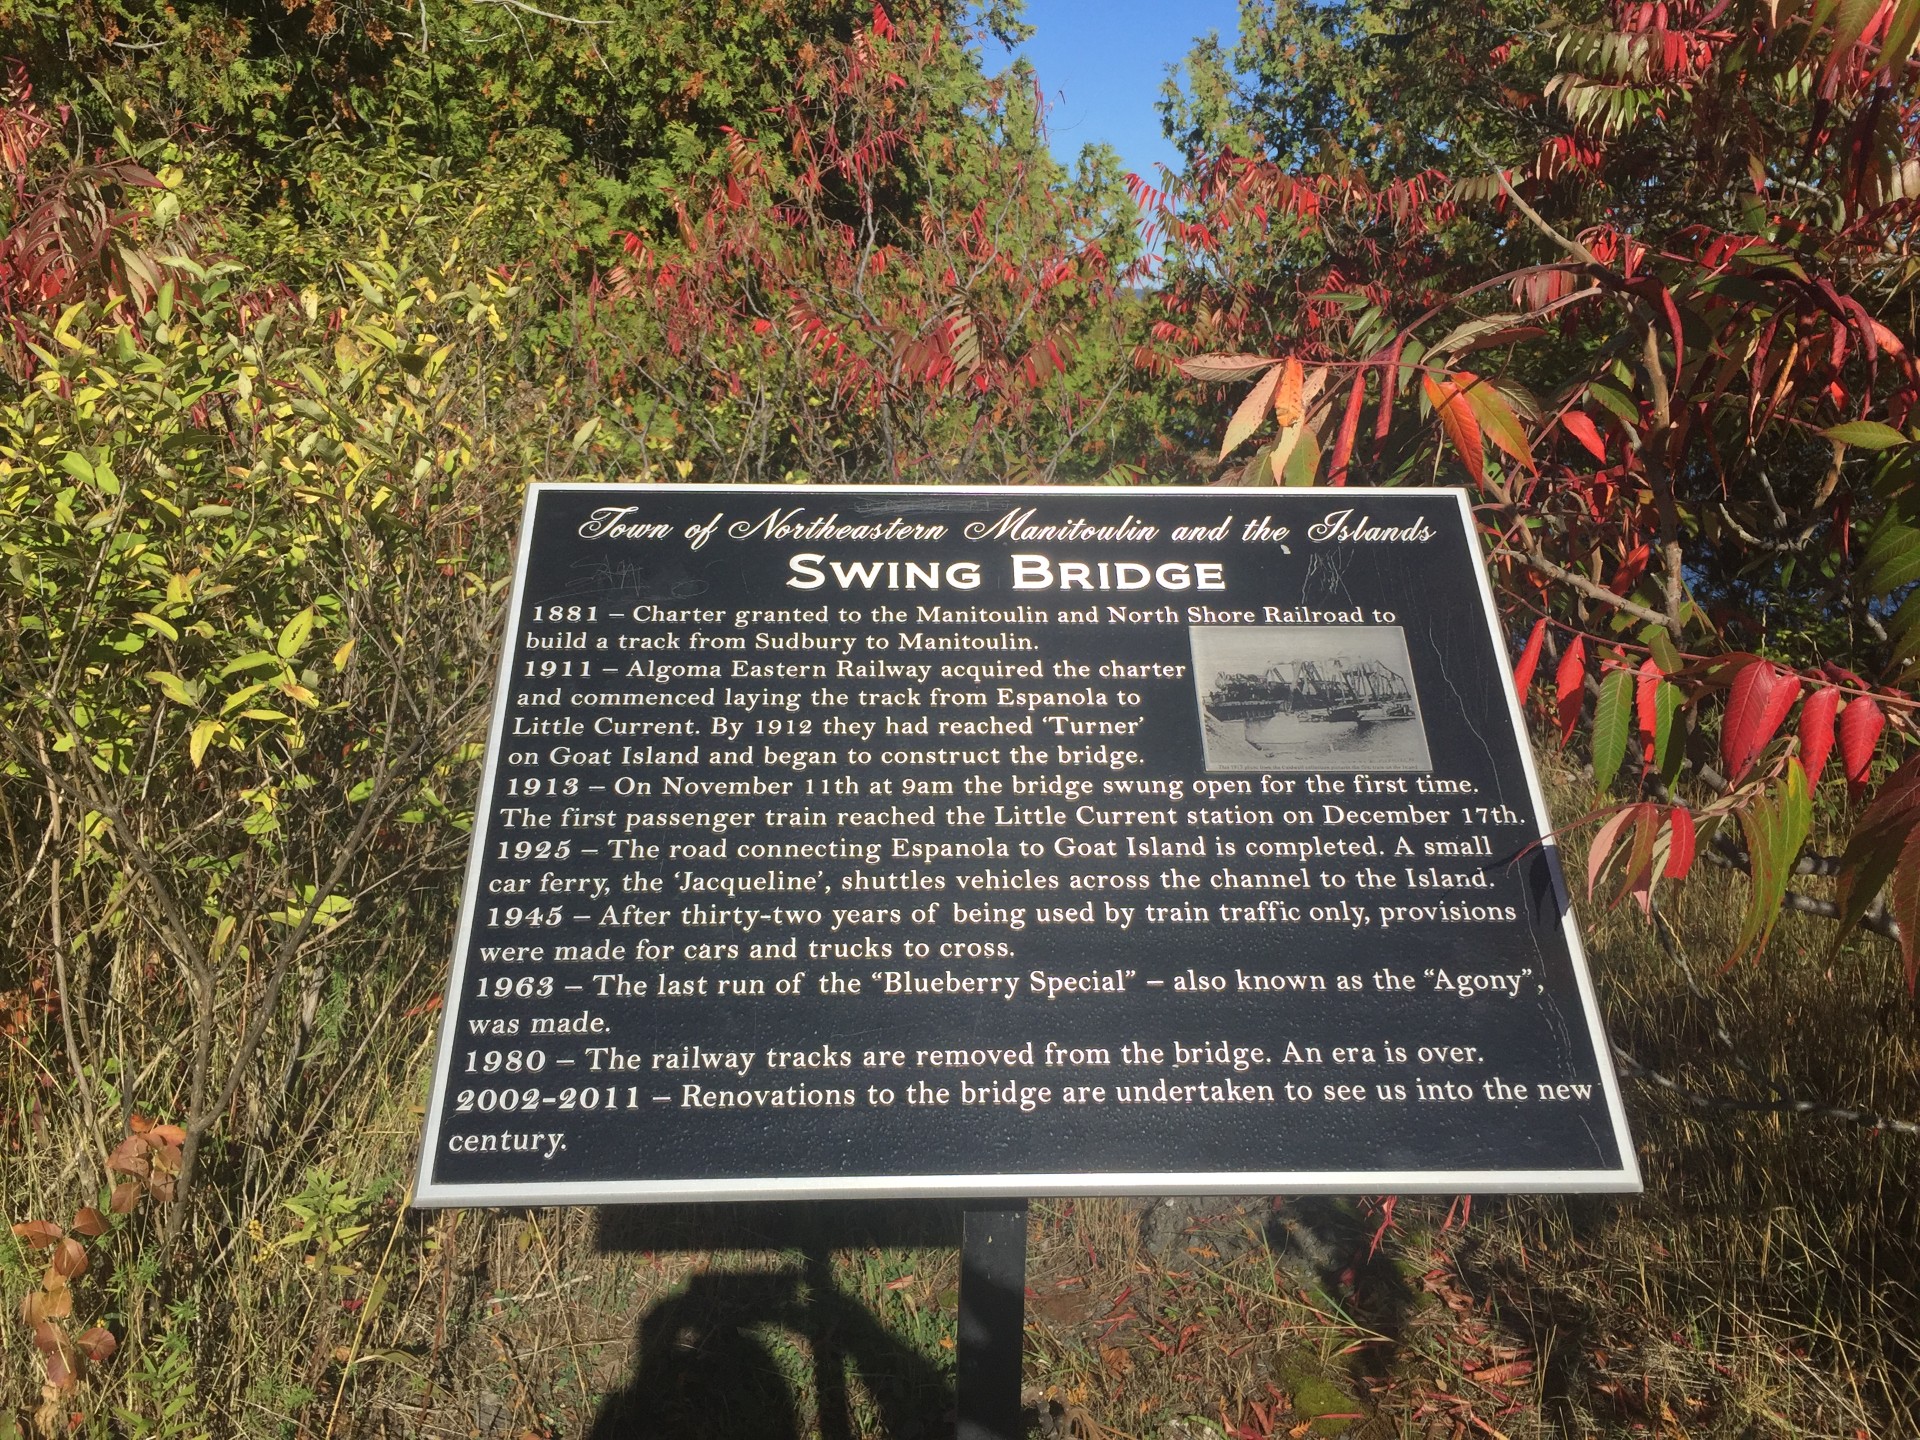 Town of Northeastern Manitoulin and the Islands
SWING BRIDGE
1881 – Charter granted to the Manitoulin and North Shore Railroad to
build a track from Sudbury to Manitoulin.
1911 – Algoma Eastern Railway acquired the charter
and commenced laying the track from Espanola to
Little Current. By 1912 they had reached ‘Turner’
on Goat Island and began to construct the bridge.
1913 – On November 11th at 9am the bridge swung open for the first time.
The first passenger train reached the Little Current station on December 17th.
1925 – The road connecting Espanola to Goat Island is completed. A small
car ferry, the ‘Jacqueline’, shuttles vehicles across the channel to the Island.
1945 – After thirty-two years of being used by train traffic only, provisions
were made for cars and trucks to cross.
1963 – The last run of the “Blueberry Special” – also known as the “Agony”,
was made.
1980 – The railway tracks are removed from the bridge. An era is over.
2002-2011 – Renovations to the bridge are undertaken to see us into the new
century.